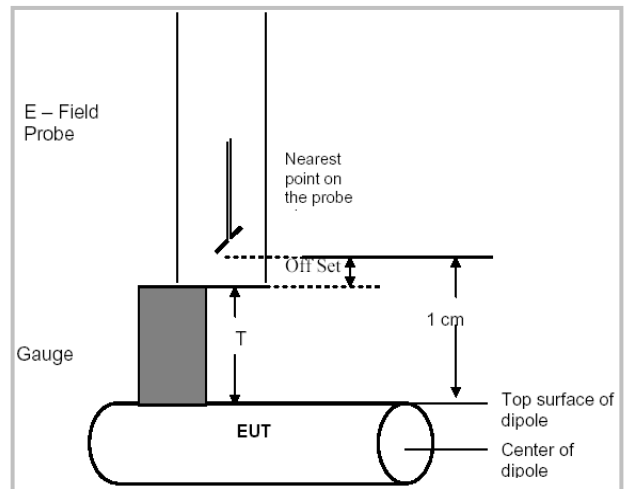 E – Field
Probe
Nearest
point on
the probe
Off Set
T
1 cm
Gauge
EUT
Top surface of
dipole
Center of
dipole